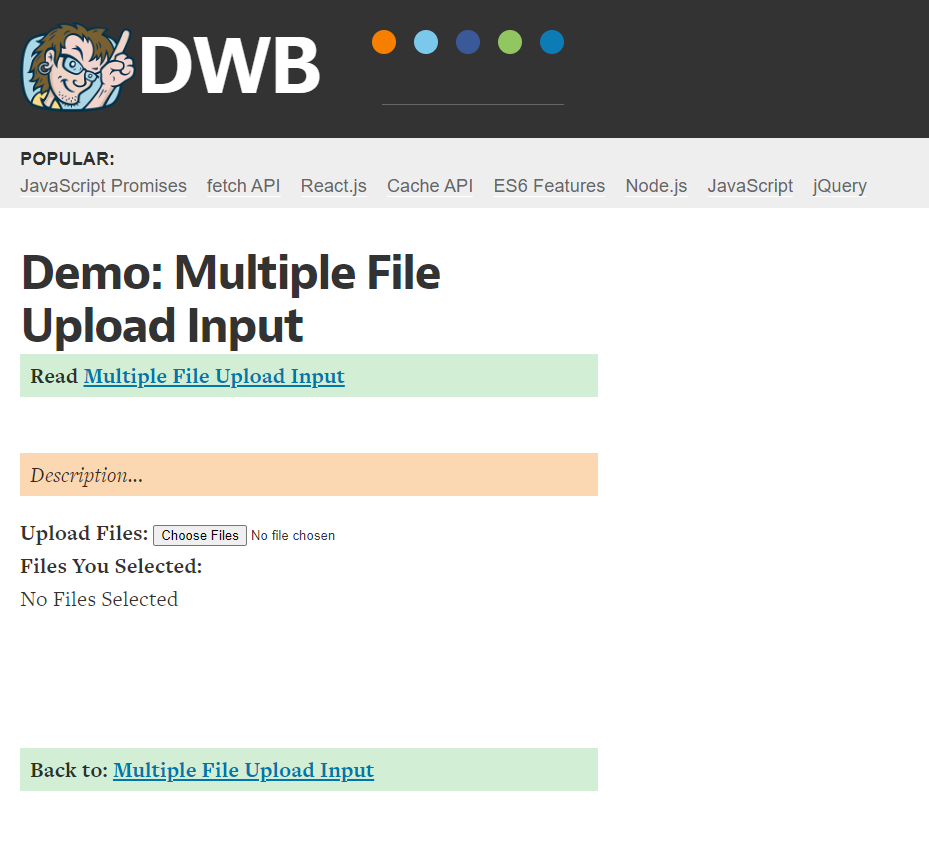 DWB
POPULAR:
JavaScript Promises fetch API React.js Cache API ES6 Features Node.js JavaScript jQuery
Demo: Multiple File
Upload Input
Read Multiple File Upload Input
Description...
Upload Files: Choose Files No file chosen
Files You Selected:
No Files Selected
Back to: Multiple File Upload Input